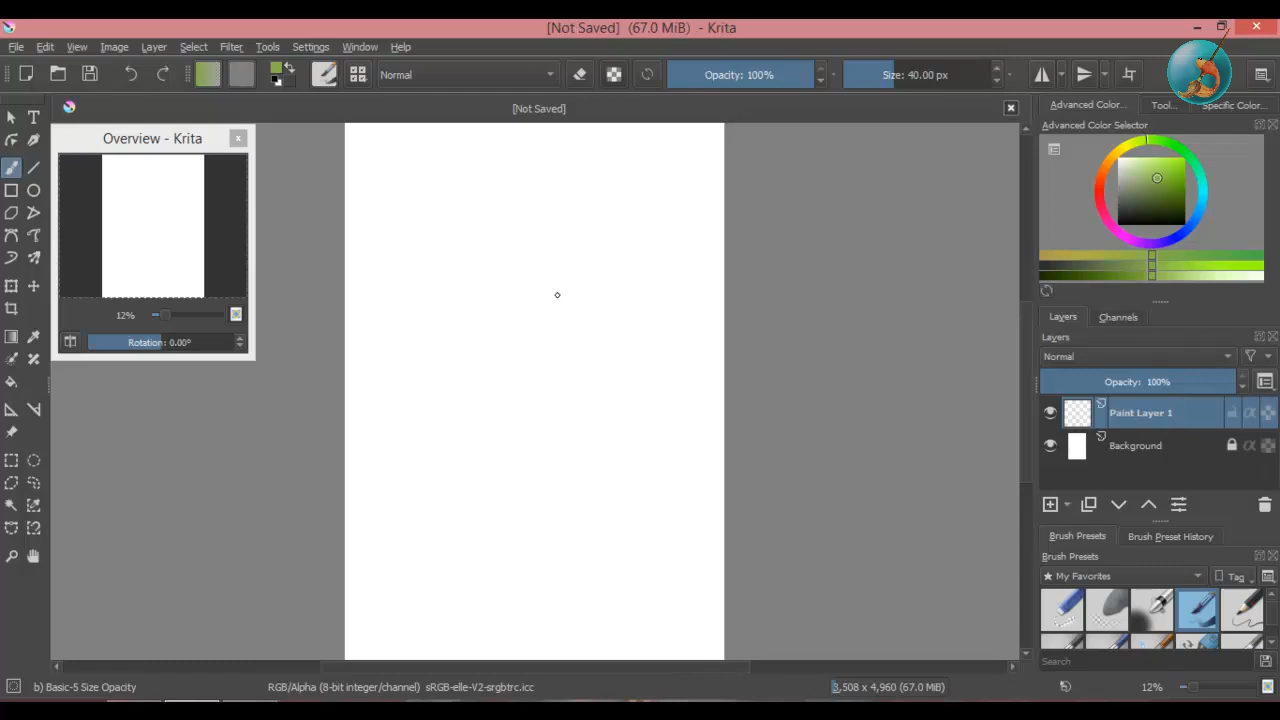 [Not Saved]  (67.0 MiB)  - Krita
File Edit View Image Layer Select Filter Tools Settings Window Help
Normal
Opacity: 100%
Size: 40.00 px
[Not Saved]
Overview - Krita
12%
Rotation: 0.00°
Advanced Color... Tool... Specific Color...
Advanced Color Selector
Layers Channels
Layers
Normal
Opacity: 100%
Paint Layer 1
Background
Brush Presets Brush Preset History
Brush Presets
★ My Favorites Tag
Search
b) Basic-5 Size Opacity
RGB/Alpha (8-bit integer/channel)  sRGB-elle-V2-srgbtrc.icc
3,508 x 4,960 (67.0 MiB)
12%